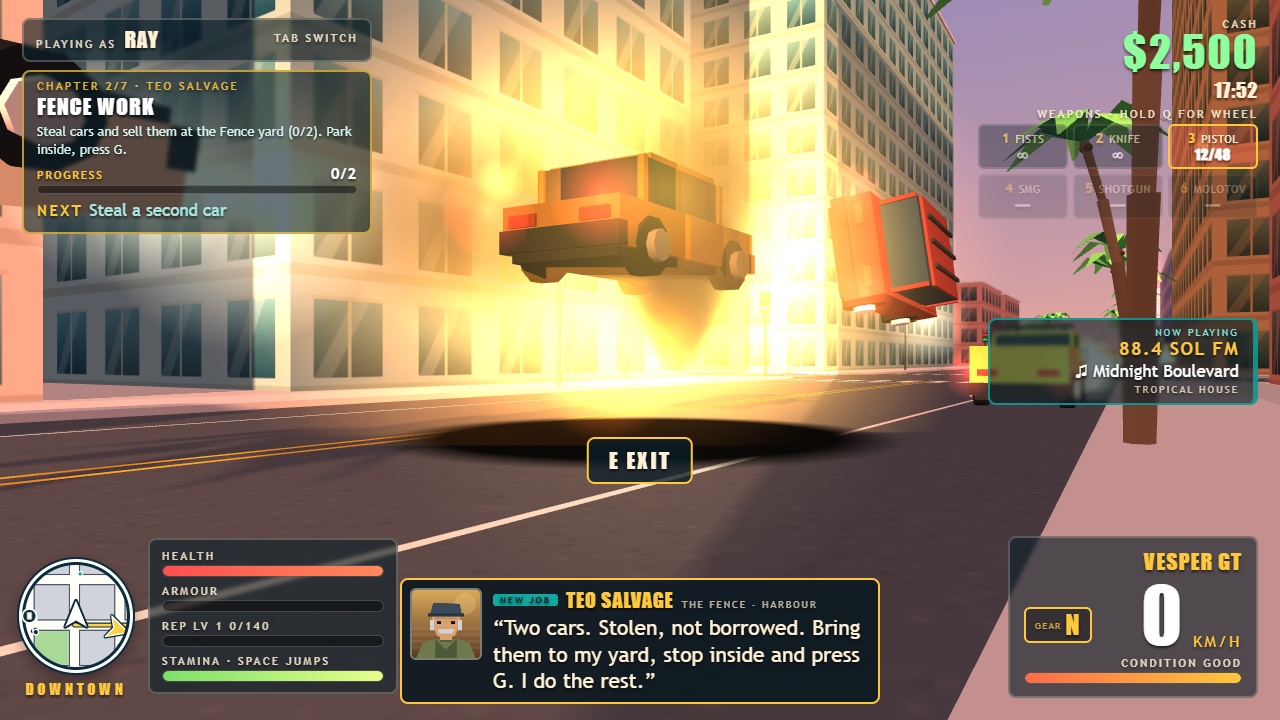 PLAYING AS RAY
TAB SWITCH
CHAPTER 2/7 · TEO SALVAGE
FENCE WORK
Steal cars and sell them at the Fence yard (0/2). Park
inside, press G.
PROGRESS 0/2
NEXT Steal a second car
CASH
$2,500
17:52
WEAPONS · HOLD Q FOR WHEEL
1 FISTS
∞
2 KNIFE
∞
3 PISTOL
12/48
4 SMG
—
5 SHOTGUN
—
6 MOLOTOV
—
NOW PLAYING
88.4 SOL FM
♫ Midnight Boulevard
TROPICAL HOUSE
E EXIT
HEALTH
ARMOUR
REP LV 1 0/140
STAMINA · SPACE JUMPS
DOWNTOWN
NEW JOB TEO SALVAGE THE FENCE · HARBOUR
“Two cars. Stolen, not borrowed. Bring
them to my yard, stop inside and press
G. I do the rest.”
VESPER GT
GEAR N
0 KM/H
CONDITION GOOD